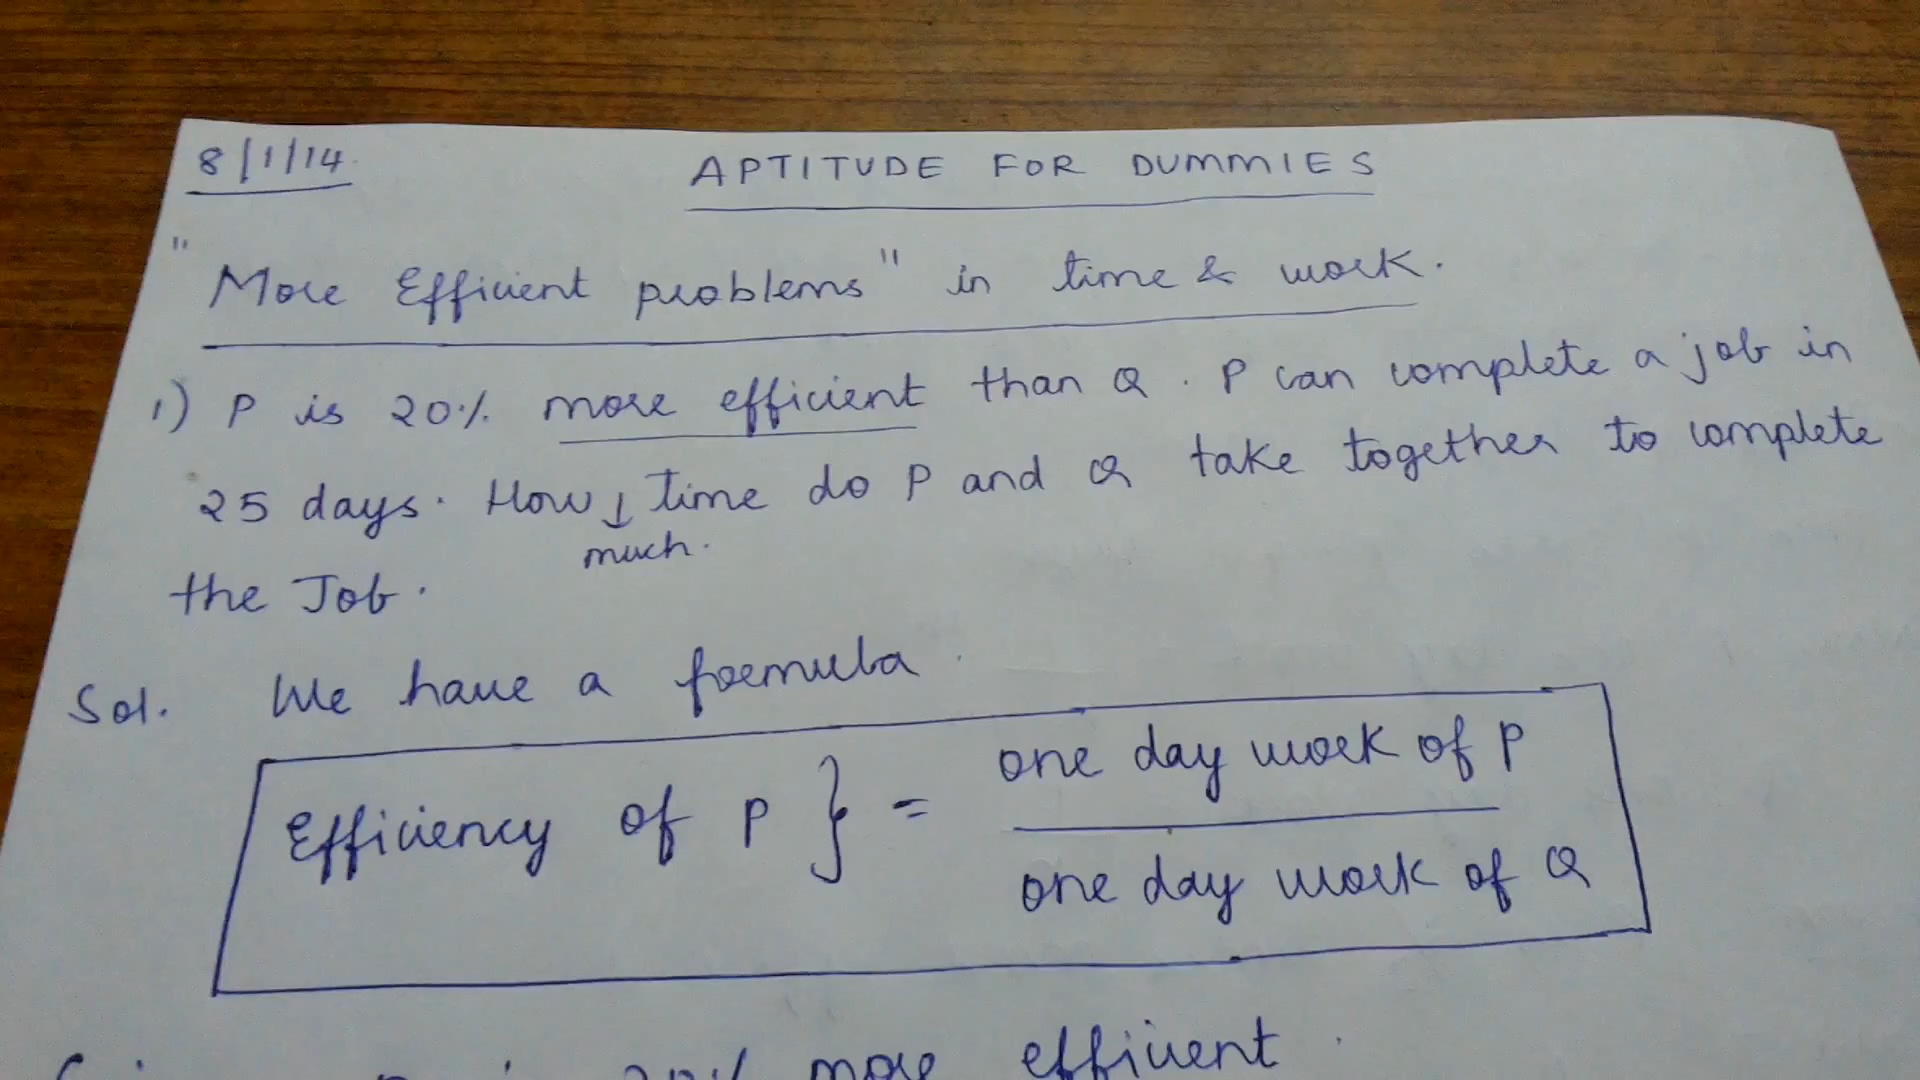 8/1/14 APTITUDE FOR DUMMIES
"More Efficient problems" in time & work.
1) P is 20% more efficient than Q. P can complete a job in
25 days. How time do P and Q take together to complete
much.
the Job.
Sol. We have a formula
Efficiency of P } = one day work of P
one day work of Q
20% more efficient